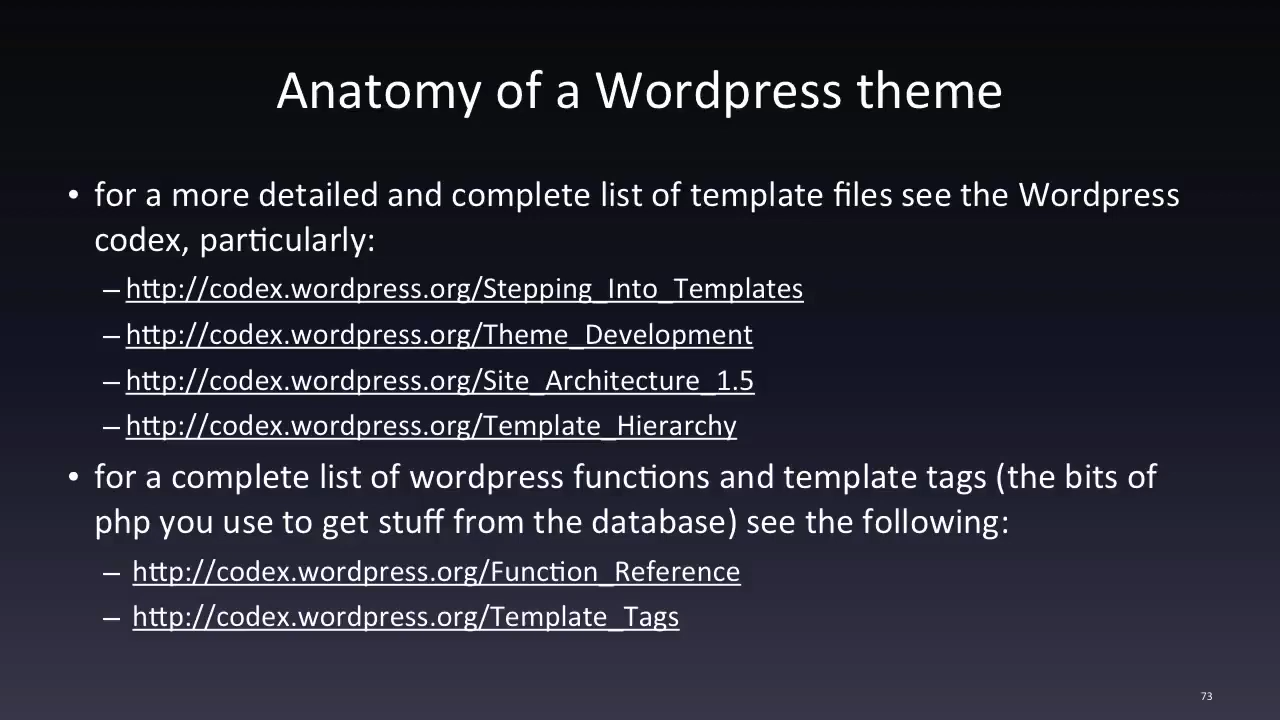 Anatomy of a Wordpress theme
• for a more detailed and complete list of template files see the Wordpress
codex, particularly:
– http://codex.wordpress.org/Stepping_Into_Templates
– http://codex.wordpress.org/Theme_Development
– http://codex.wordpress.org/Site_Architecture_1.5
– http://codex.wordpress.org/Template_Hierarchy
• for a complete list of wordpress functions and template tags (the bits of
php you use to get stuff from the database) see the following:
– http://codex.wordpress.org/Function_Reference
– http://codex.wordpress.org/Template_Tags
73